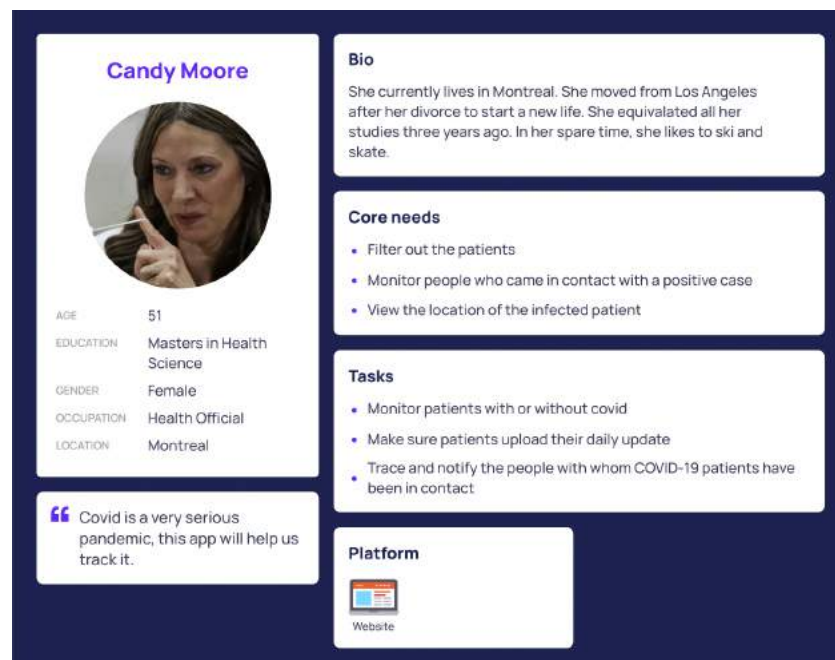 Candy Moore
AGE 51
EDUCATION Masters in Health
Science
GENDER Female
OCCUPATION Health Official
LOCATION Montreal
Covid is a very serious
pandemic, this app will help us
track it.
Bio
She currently lives in Montreal. She moved from Los Angeles
after her divorce to start a new life. She equivalated all her
studies three years ago. In her spare time, she likes to ski and
skate.
Core needs
• Filter out the patients
• Monitor people who came in contact with a positive case
• View the location of the infected patient
Tasks
• Monitor patients with or without covid
• Make sure patients upload their daily update
• Trace and notify the people with whom COVID-19 patients have
been in contact
Platform
Website